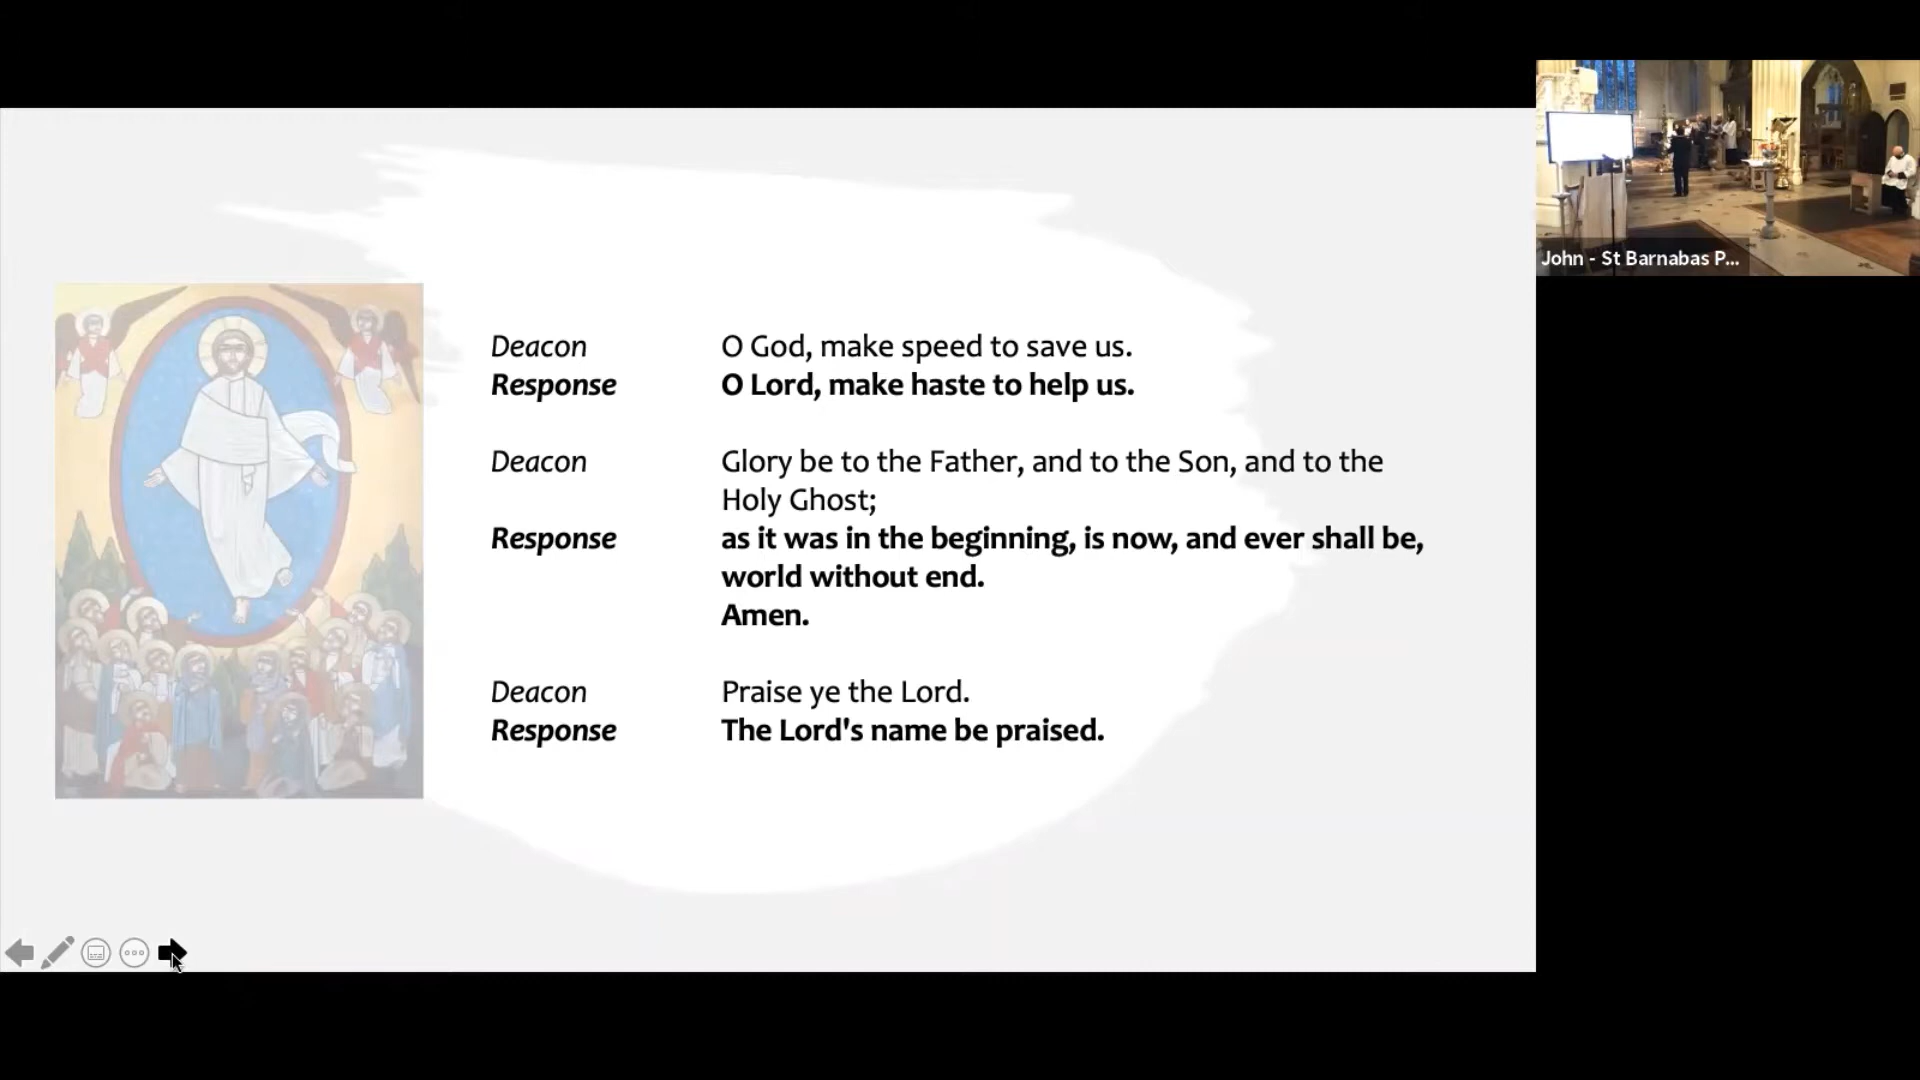 Deacon O God, make speed to save us.
Response O Lord, make haste to help us.
Deacon Glory be to the Father, and to the Son, and to the
Holy Ghost;
Response as it was in the beginning, is now, and ever shall be,
world without end.
Amen.
Deacon Praise ye the Lord.
Response The Lord's name be praised.
John - St Barnabas P...